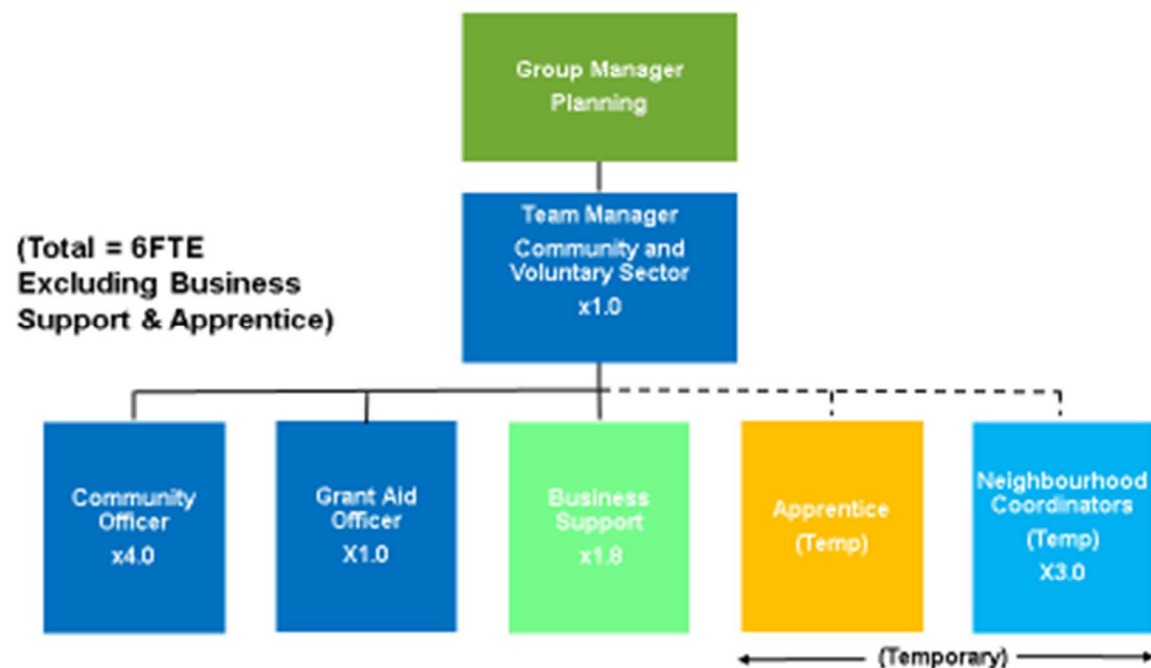 Group Manager
Planning
Team Manager
Community and
Voluntary Sector
x1.0
(Total = 6FTE
Excluding Business
Support & Apprentice)
Community
Officer
x4.0
Grant Aid
Officer
X1.0
Business
Support
x1.8
Apprentice
(Temp)
Neighbourhood
Coordinators
(Temp)
X3.0
(Temporary)